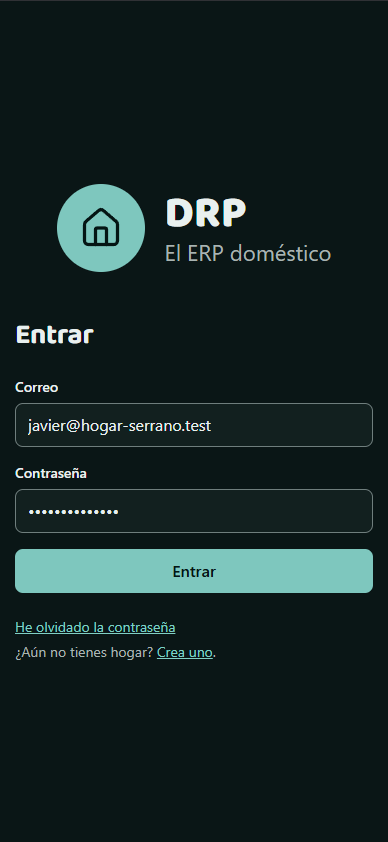 DRP
El ERP doméstico
Entrar
Correo
javier@hogar-serrano.test
Contraseña
••••••••••••••
Entrar
He olvidado la contraseña
¿Aún no tienes hogar? Crea uno.